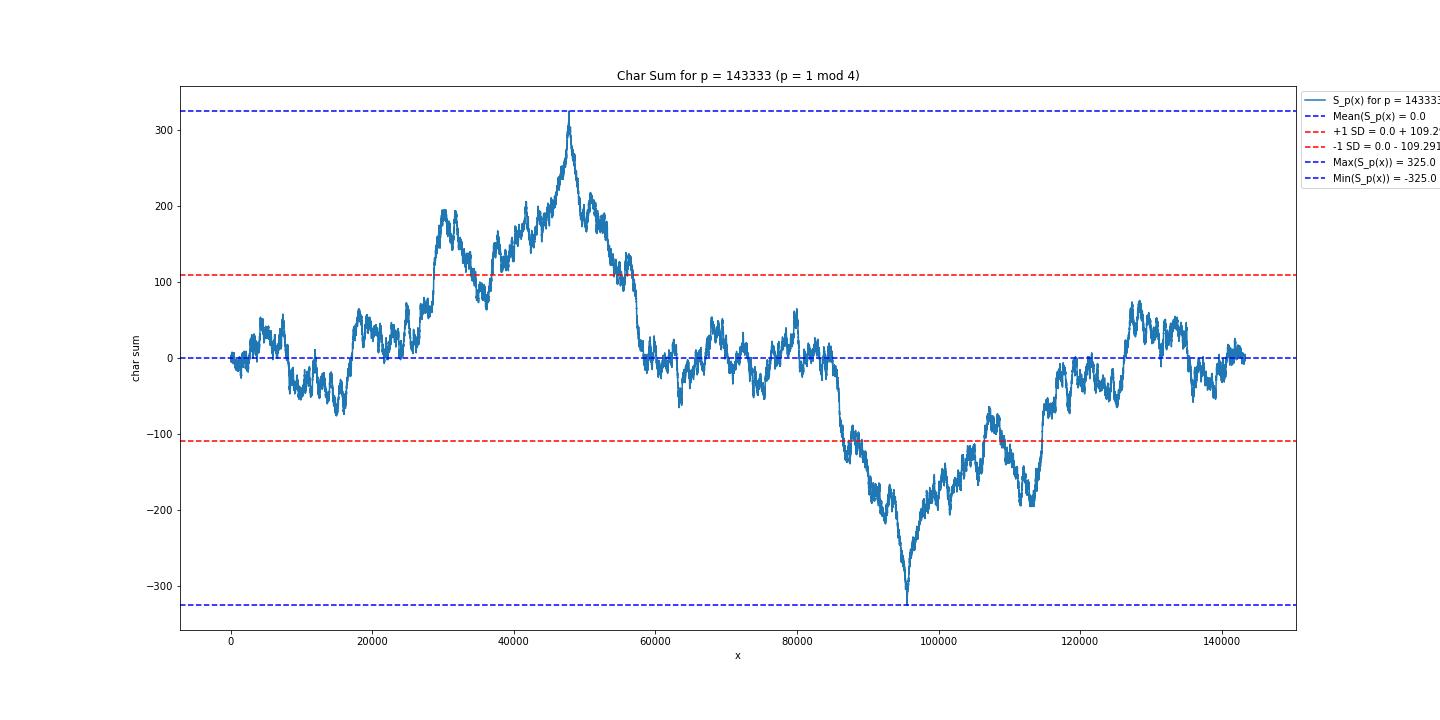 Char Sum for p = 143333 (p = 1 mod 4)
S_p(x) for p = 143333
Mean(S_p(x) = 0.0
+1 SD = 0.0 + 109.29
-1 SD = 0.0 - 109.291
Max(S_p(x)) = 325.0
Min(S_p(x)) = -325.0
char sum
300
200
100
0
−100
−200
−300
0 20000 40000 60000 80000 100000 120000 140000
x